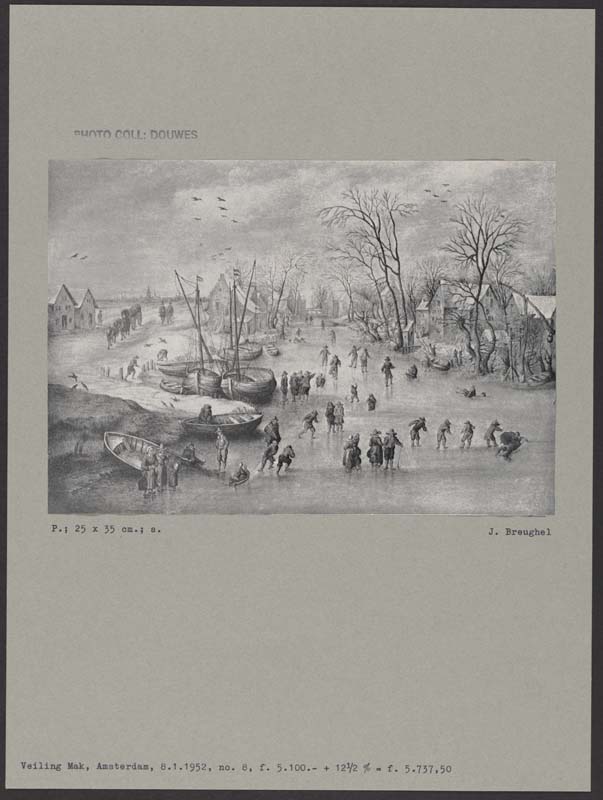 PHOTO COLL: DOUWES
P.; 25 x 35 cm.; s.
J. Breughel
Veiling Mak, Amsterdam, 8.1.1952, no. 8, f. 5.100.- + 12½ % = f. 5.737,50